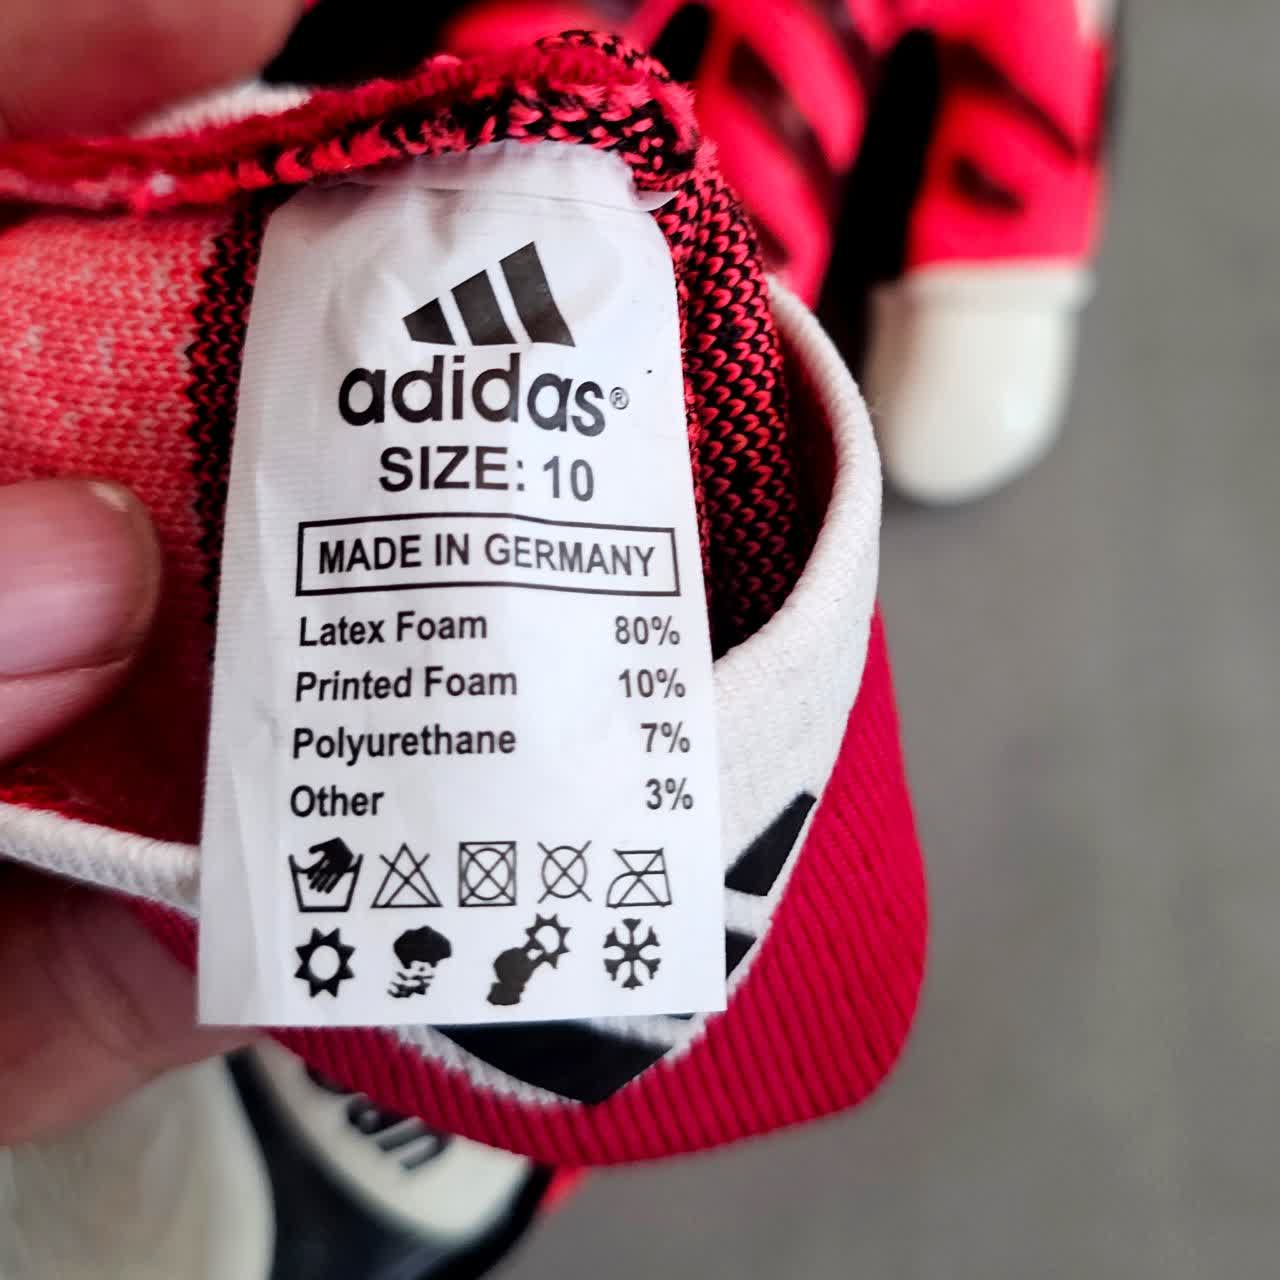 adidas®
SIZE: 10
MADE IN GERMANY
Latex Foam 80%
Printed Foam 10%
Polyurethane 7%
Other 3%